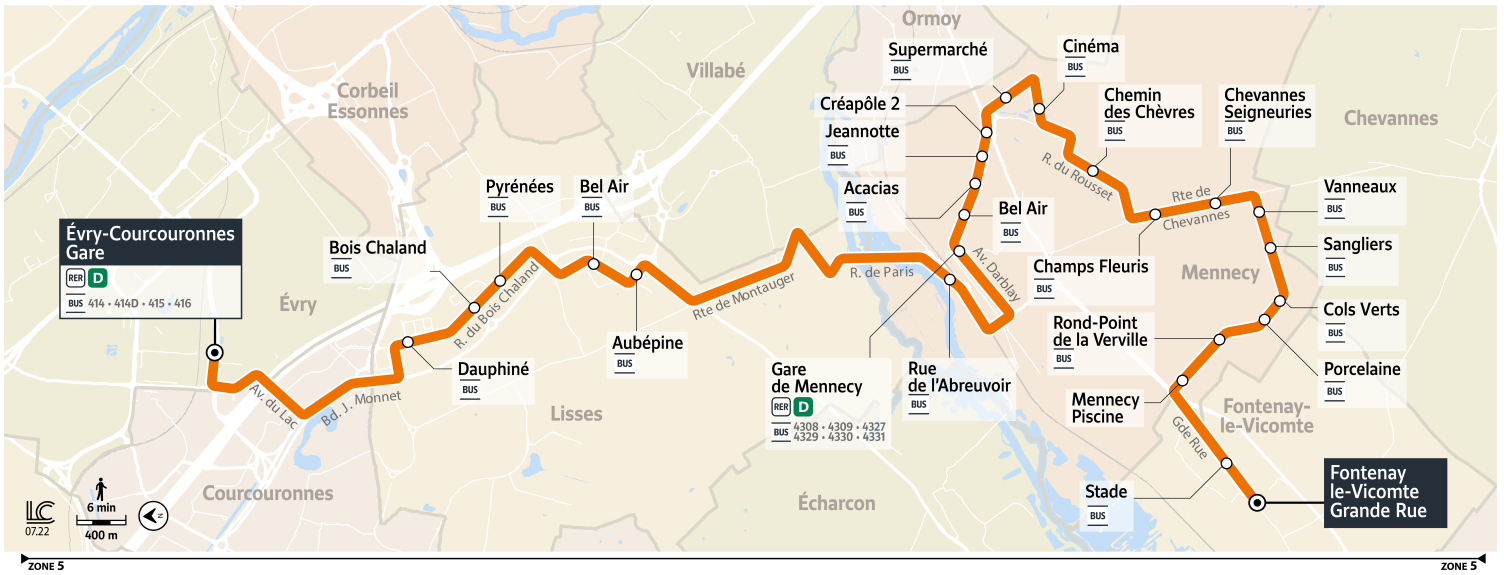 Ormoy
Supermarché
BUS
Cinéma
BUS
Villabé
Corbeil
Essonnes
Créapôle 2
Chemin
des Chèvres
BUS
Chevannes
Seigneuries
BUS
Chevannes
Jeannotte
BUS
R. du Rousset
Acacias
BUS
Pyrénées
BUS
Bel Air
BUS
Rte de
Chevannes
Vanneaux
BUS
Bel Air
BUS
Évry-Courcouronnes
Gare
RER D
BUS 414 • 414D • 415 • 416
Bois Chaland
BUS
Sangliers
BUS
Champs Fleuris
BUS
Mennecy
R. de Paris
Av. Darblay
Évry
R. du Bois Chaland
Rte de Montauger
Cols Verts
BUS
Rond-Point
de la Verville
BUS
Aubépine
BUS
Dauphiné
BUS
Gare
de Mennecy
RER D
BUS 4308 • 4309 • 4327
4329 • 4330 • 4331
Rue
de l'Abreuvoir
BUS
Porcelaine
BUS
Av. du Lac
Bd. J. Monnet
Lisses
Mennecy
Piscine
Fontenay-
le-Vicomte
Gde Rue
Courcouronnes
Écharcon
Stade
BUS
Fontenay
le-Vicomte
Grande Rue
LC
07.22
6 min
400 m
N
ZONE 5
ZONE 5